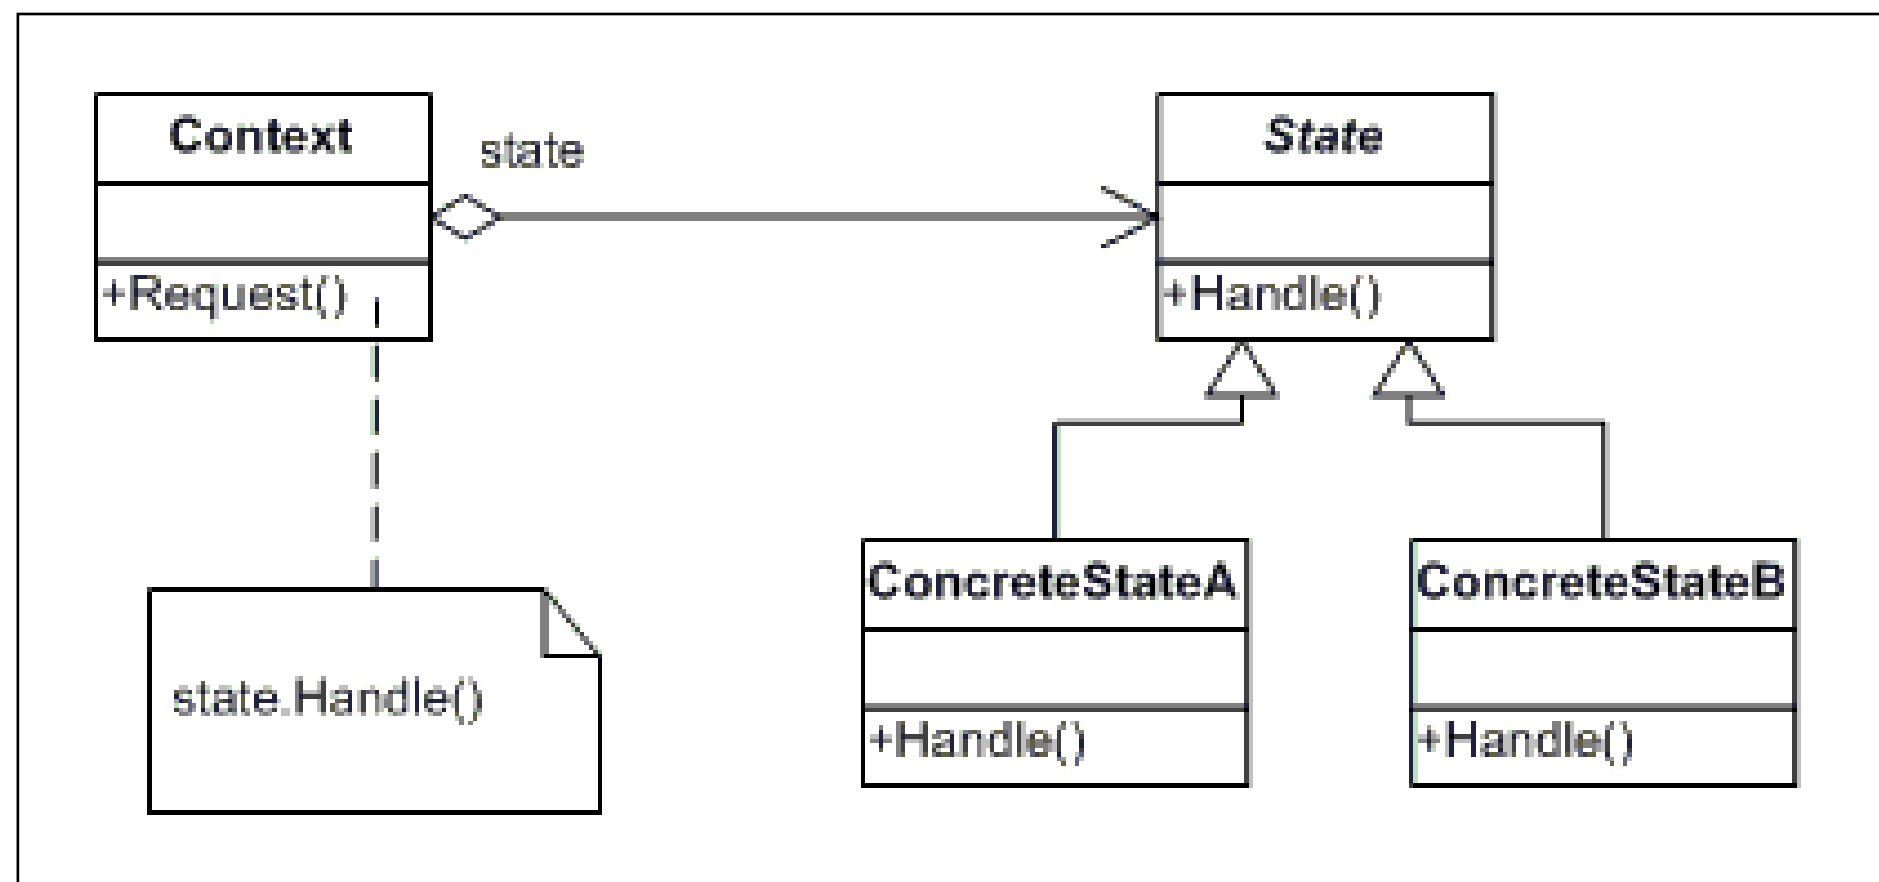 Context
state
State
+Request()
+Handle()
ConcreteStateA
ConcreteStateB
state.Handle()
+Handle()
+Handle()